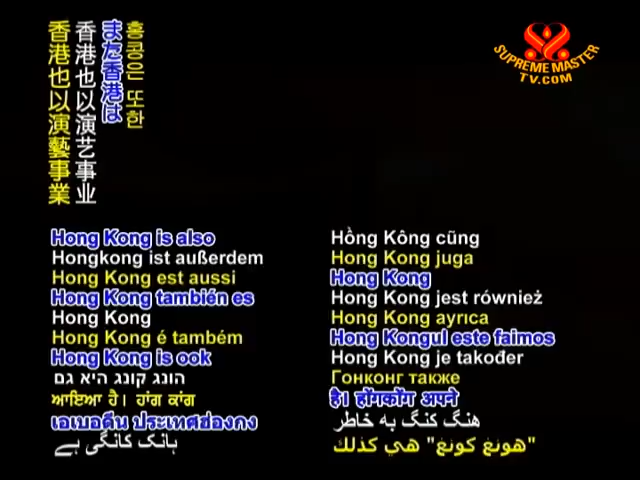 홍콩은 또한
また香港は
香港也以演艺事业
香港也以演藝事業
SUPREME MASTER
TV.COM
Hong Kong is also
Hongkong ist außerdem
Hong Kong est aussi
Hong Kong también es
Hong Kong
Hong Kong é também
Hong Kong is ook
הונג קונג היא גם
ਆਇਆ ਹੈ। ਹਾਂਗ ਕਾਂਗ
เอเบอดีน ประเทศฮ่องกง
ہانک کانگی ہے
Hồng Kông cũng
Hong Kong juga
Hong Kong
Hong Kong jest również
Hong Kong ayrıca
Hong Kongul este faimos
Hong Kong je također
Гонконг также
है। हॉंगकॉंग अपने
هنگ کنگ به خاطر
"هونغ كونغ" هي كذلك